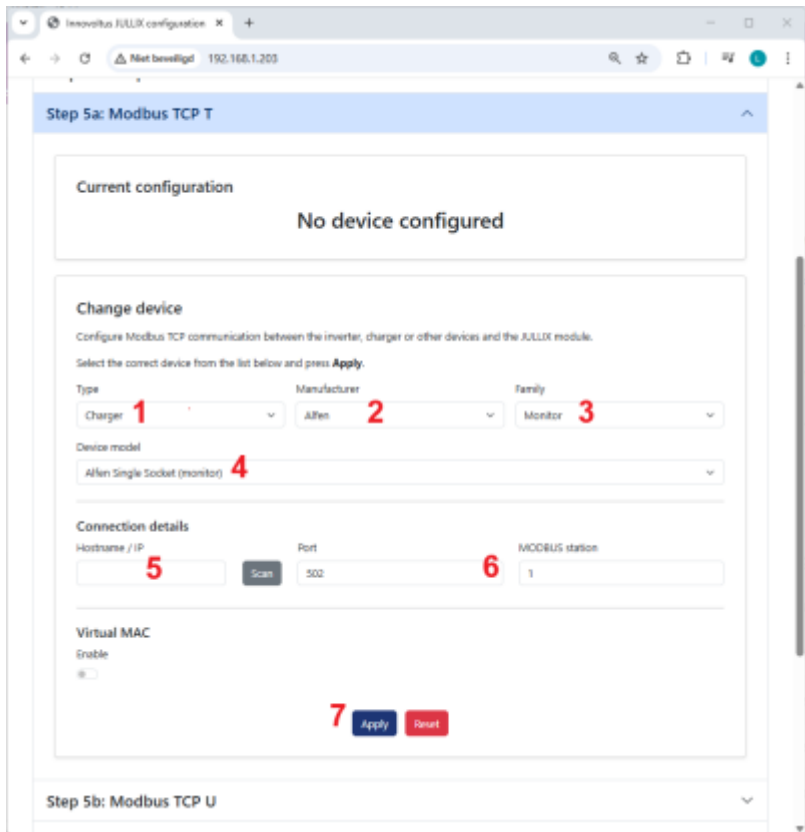 Innovoltus JULLIX configuration
Niet beveiligd 192.168.1.203
L
Step 5a: Modbus TCP T
Current configuration
No device configured
Change device
Configure Modbus TCP communication between the inverter, charger or other devices and the JULLIX module.
Select the correct device from the list below and press Apply.
Type Manufacturer Family
Charger 1 Alfen 2 Monitor 3
Device model
Alfen Single Socket (monitor) 4
Connection details
Hostname / IP Port MODBUS station
5 Scan 502 6 1
Virtual MAC
Enable
7 Apply Reset
Step 5b: Modbus TCP U